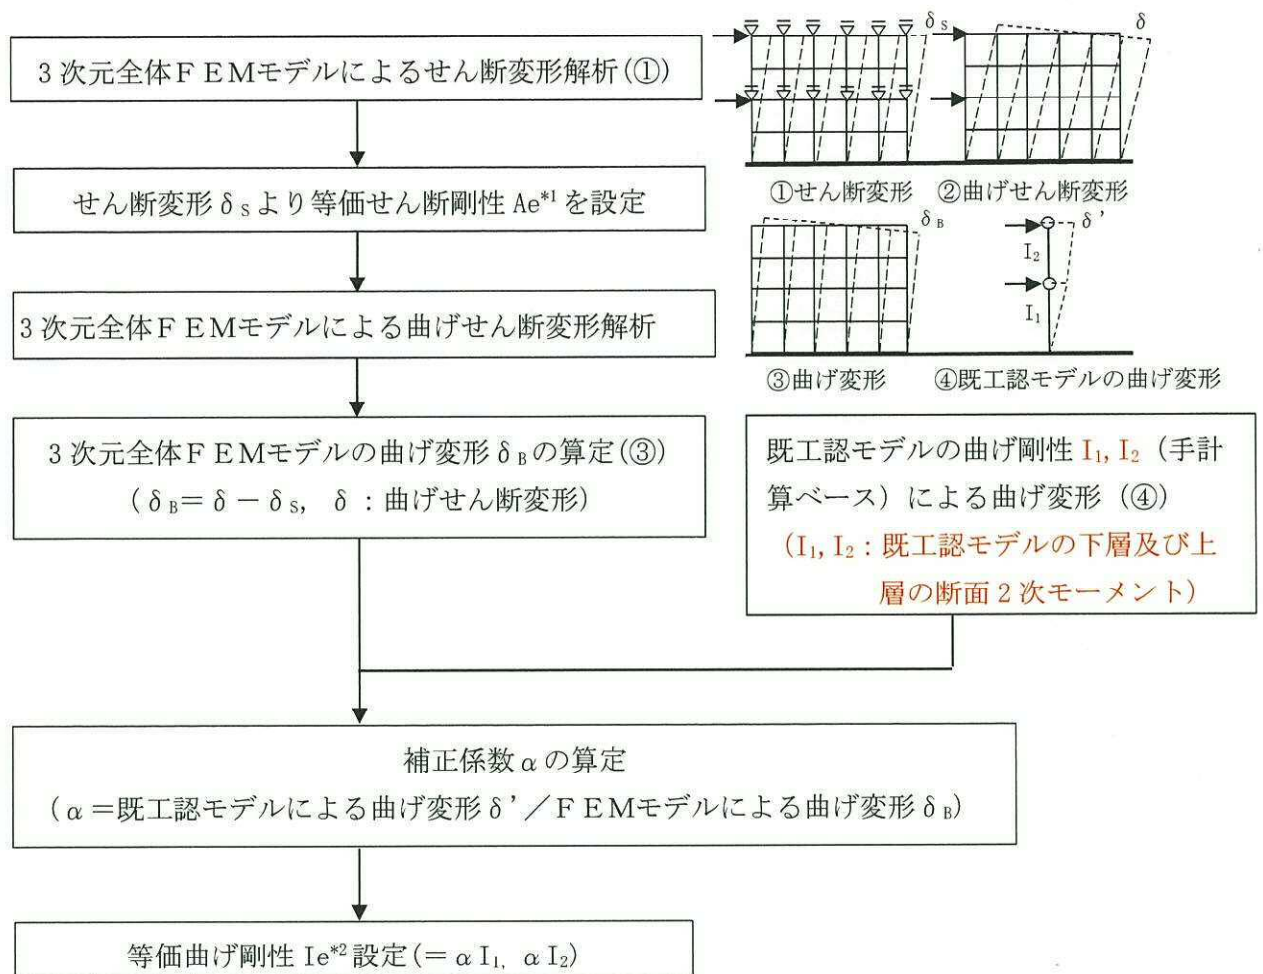 3次元全体FEMモデルによるせん断変形解析(①)
せん断変形δSより等価せん断剛性 Ae*1を設定
3次元全体FEMモデルによる曲げせん断変形解析
3次元全体FEMモデルの曲げ変形δBの算定(③)
(δB=δ-δS, δ:曲げせん断変形)
δS
δ
①せん断変形
②曲げせん断変形
δB
δ'
I2
I1
③曲げ変形
④既工認モデルの曲げ変形
既工認モデルの曲げ剛性 I1, I2 (手計
算ベース) による曲げ変形 (④)
(I1, I2:既工認モデルの下層及び上
層の断面2次モーメント)
補正係数αの算定
(α=既工認モデルによる曲げ変形δ'/FEMモデルによる曲げ変形δB)
等価曲げ剛性 Ie*2設定(=αI1, αI2)